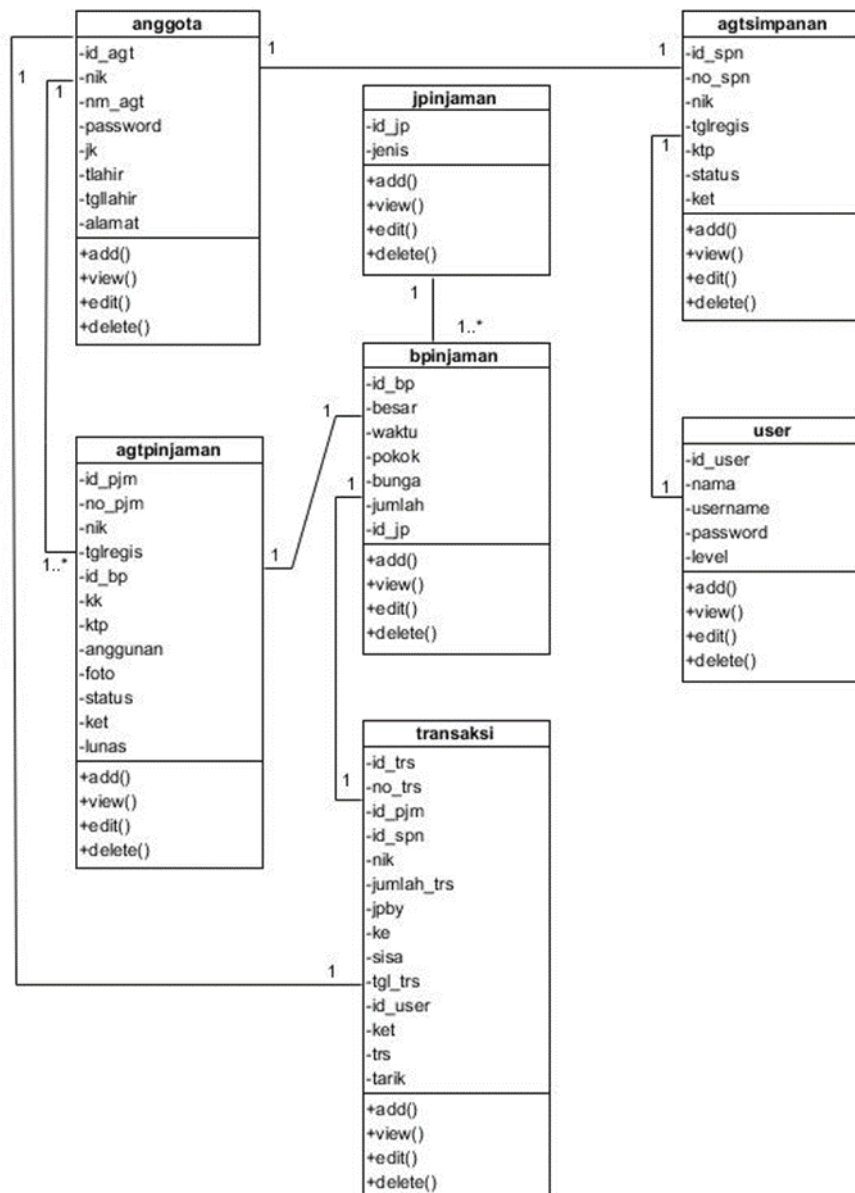 anggota
-id_agt
-nik
-nm_agt
-password
-jk
-tlahir
-tgllahir
-alamat
+add()
+view()
+edit()
+delete()
1
1
1
1
jpinjaman
-id_jp
-jenis
+add()
+view()
+edit()
+delete()
1
1..*
agtsimpanan
-id_spn
-no_spn
-nik
-tglregis
-ktp
-status
-ket
+add()
+view()
+edit()
+delete()
1
1
agtpinjaman
-id_pjm
-no_pjm
-nik
-tglregis
-id_bp
-kk
-ktp
-anggunan
-foto
-status
-ket
-lunas
+add()
+view()
+edit()
+delete()
1..*
1
1
1
bpinjaman
-id_bp
-besar
-waktu
-pokok
-bunga
-jumlah
-id_jp
+add()
+view()
+edit()
+delete()
user
-id_user
-nama
-username
-password
-level
+add()
+view()
+edit()
+delete()
1
1
transaksi
-id_trs
-no_trs
-id_pjm
-id_spn
-nik
-jumlah_trs
-jpby
-ke
-sisa
-tgl_trs
-id_user
-ket
-trs
-tarik
+add()
+view()
+edit()
+delete()